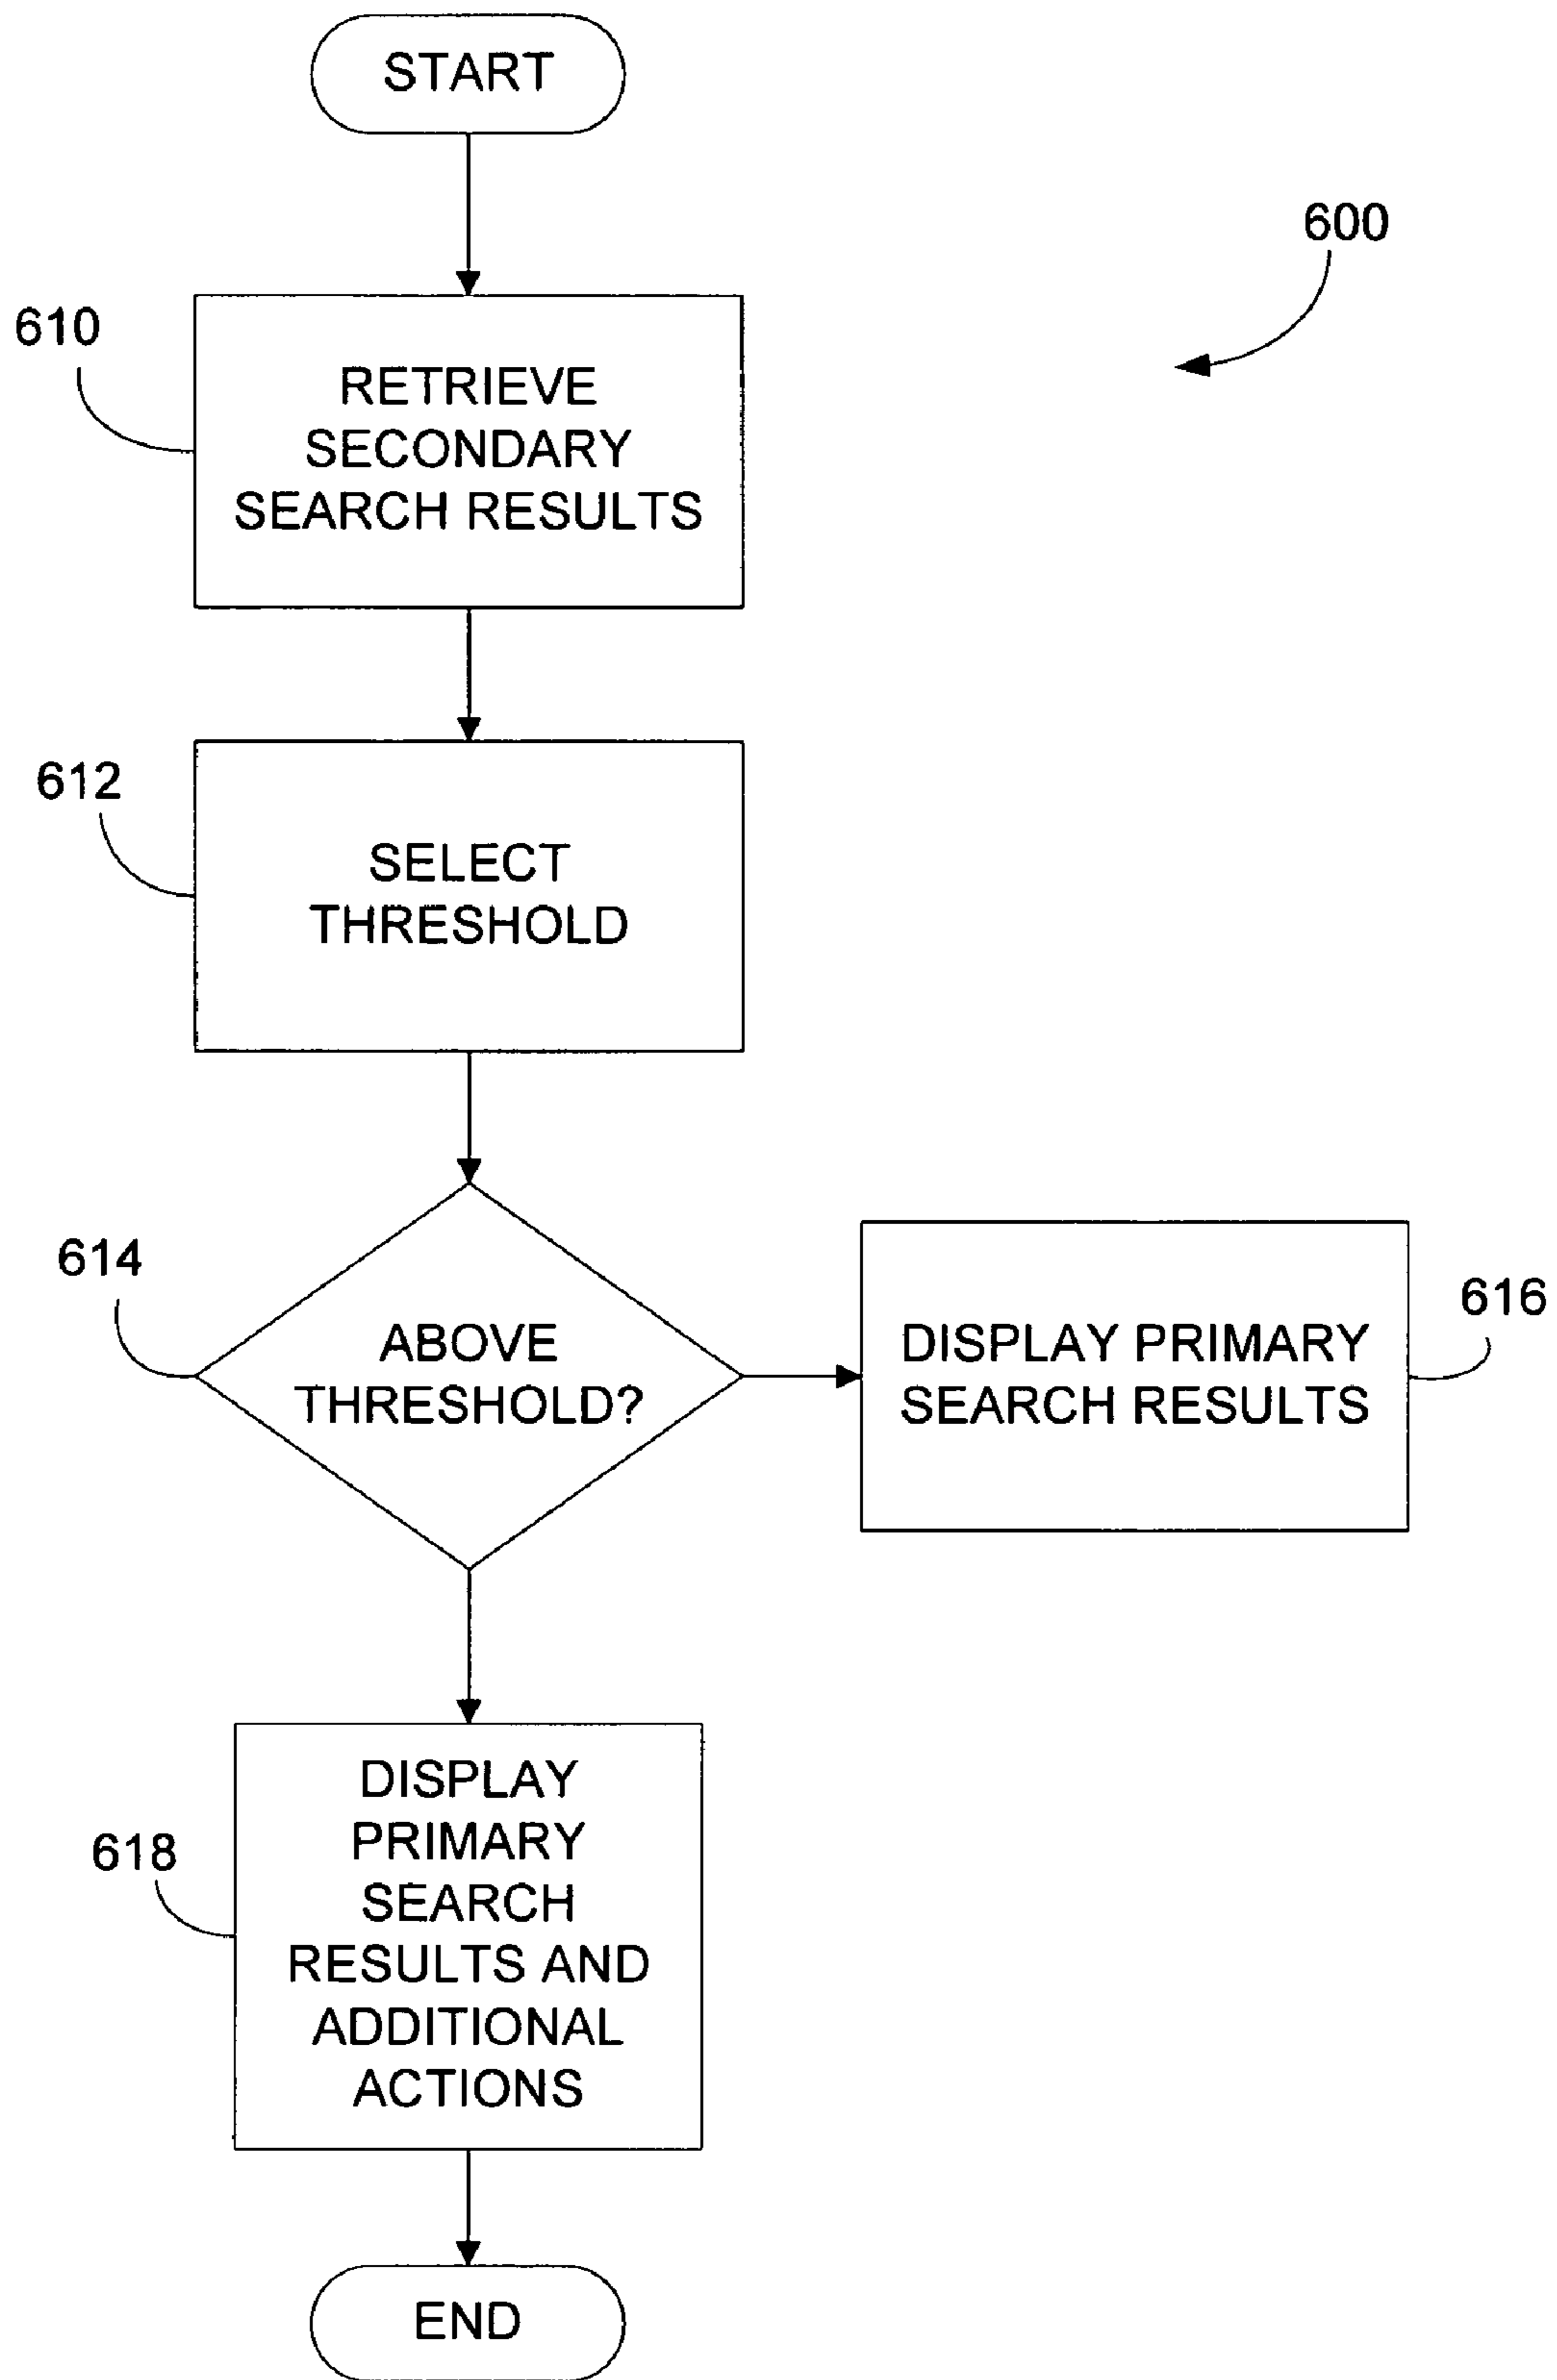 START
600
610
RETRIEVE
SECONDARY
SEARCH RESULTS
612
SELECT
THRESHOLD
614
ABOVE
THRESHOLD?
616
DISPLAY PRIMARY
SEARCH RESULTS
618
DISPLAY
PRIMARY
SEARCH
RESULTS AND
ADDITIONAL
ACTIONS
END